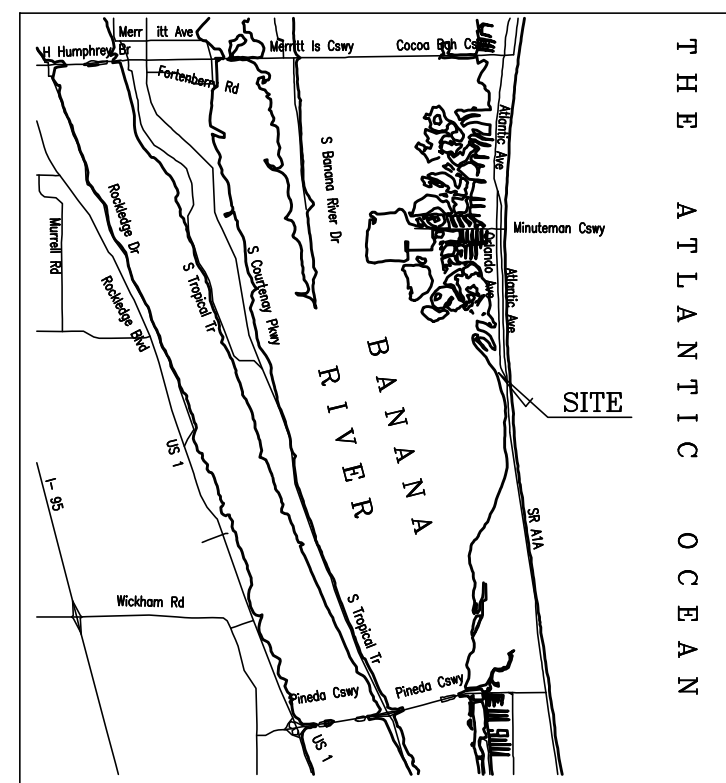 Merr itt Ave
H Humphrey Br
Merritt Is Cswy
Cocoa Bch Cswy
Fortenberry Rd
THE ATLANTIC OCEAN
Atlantic Ave
S Banana River Dr
Minuteman Cswy
Rockledge Dr
Murrell Rd
S Courtenay Pkwy
S Tropical Tr
Orlando Ave
Atlantic Ave
Rockledge Blvd
BANANA
RIVER
SITE
US 1
I- 95
SR A1A
Wickham Rd
S Tropical Tr
Pineda Cswy
Pineda Cswy
US 1